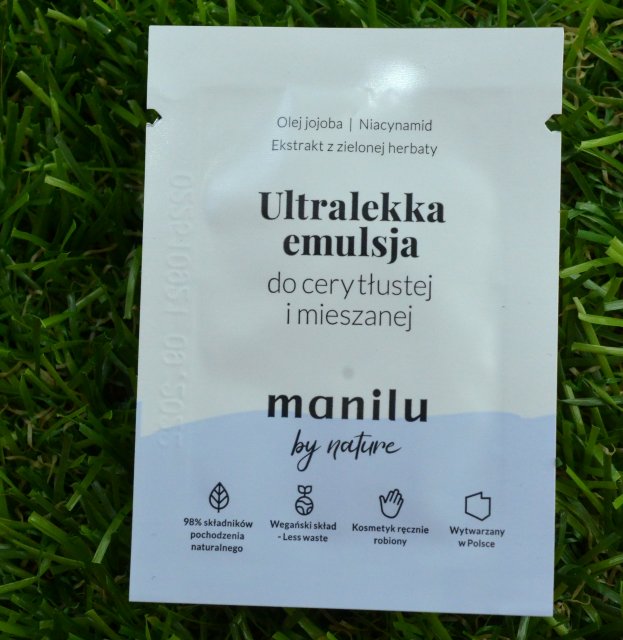 Olej jojoba | Niacynamid
Ekstrakt z zielonej herbaty
Ultralekka
emulsja
do cery tłustej
i mieszanej
manilu
by nature
98% składników
pochodzenia
naturalnego
Wegański skład
- Less waste
Kosmetyk ręcznie
robiony
Wytwarzany
w Polsce